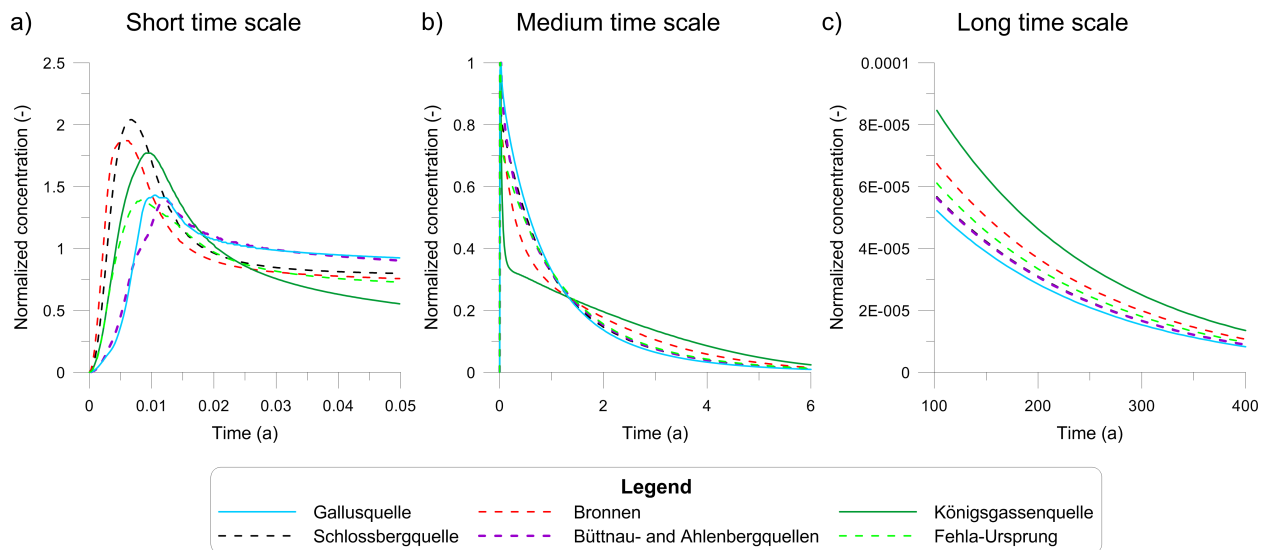 a) Short time scale
b) Medium time scale
c) Long time scale
Normalized concentration (-)
2.5
2
1.5
1
0.5
0
0 0.01 0.02 0.03 0.04 0.05
Time (a)
Normalized concentration (-)
1
0.8
0.6
0.4
0.2
0
0 2 4 6
Time (a)
Normalized concentration (-)
0.0001
8E-005
6E-005
4E-005
2E-005
0
100 200 300 400
Time (a)
Legend
Gallusquelle Bronnen Königsgassenquelle
Schlossbergquelle Büttnau- and Ahlenbergquellen Fehla-Ursprung